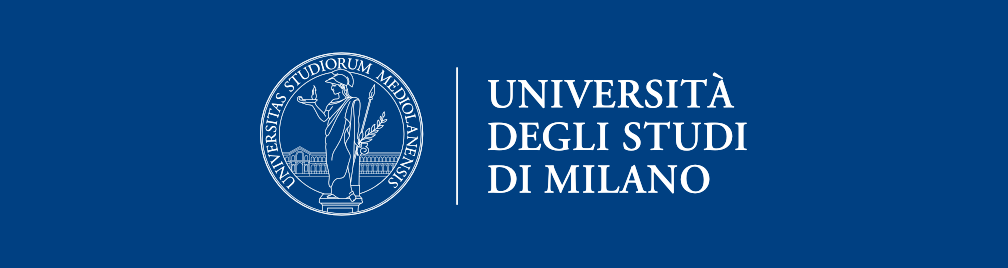 UNIVERSITAS STUDIORUM MEDIOLANENSIS
UNIVERSITÀ
DEGLI STUDI
DI MILANO